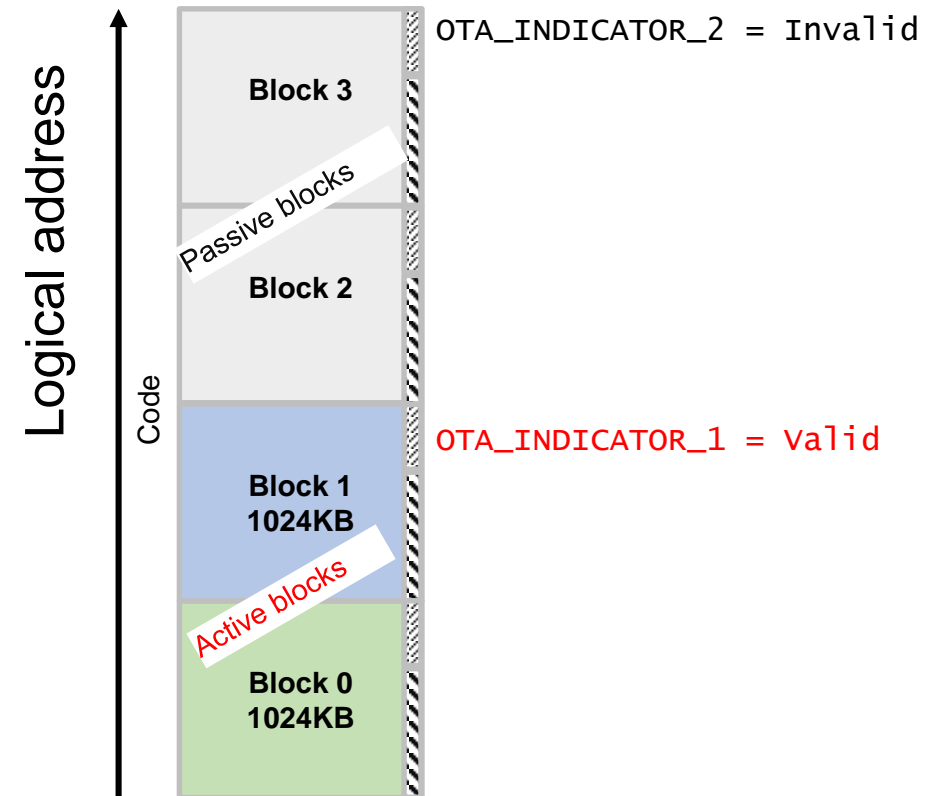 OTA_INDICATOR_2 = Invalid
Block 3
Passive blocks
Block 2
Logical address
Code
OTA_INDICATOR_1 = Valid
Block 1
1024KB
Active blocks
Block 0
1024KB